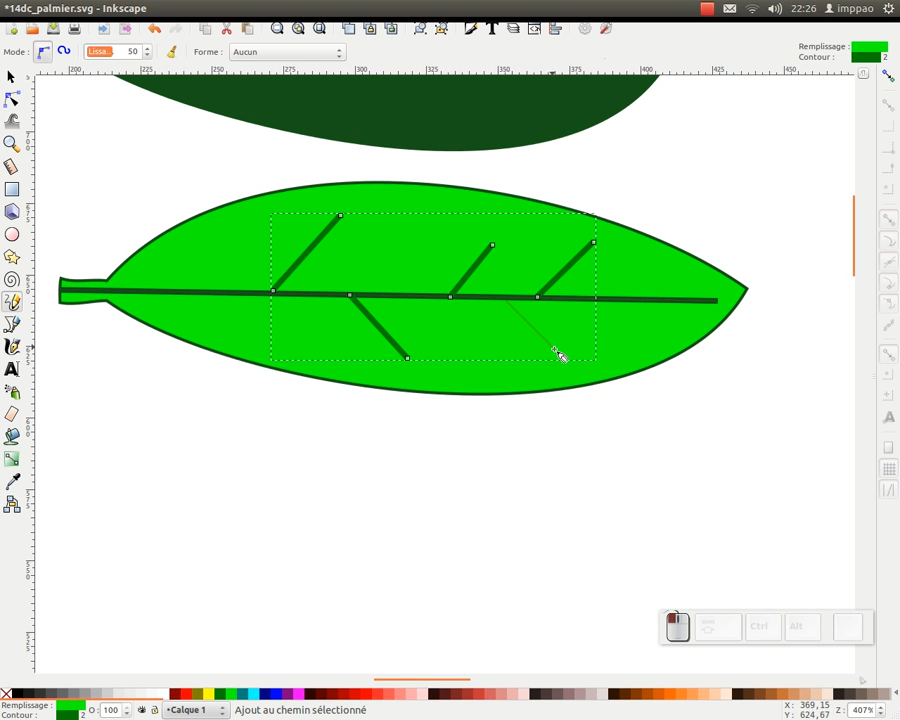 *14dc_palmier.svg - Inkscape
22:26
imppao
Mode :
Lissa...
50
Forme :
Aucun
Remplissage :
Contour :
2
200
225
250
275
300
325
350
375
400
425
450
Ctrl
Alt
Remplissage :
Contour :
2
O :
100
•Calque 1
Ajout au chemin sélectionné
X : 369,15
Y : 624,67
Z :
407%